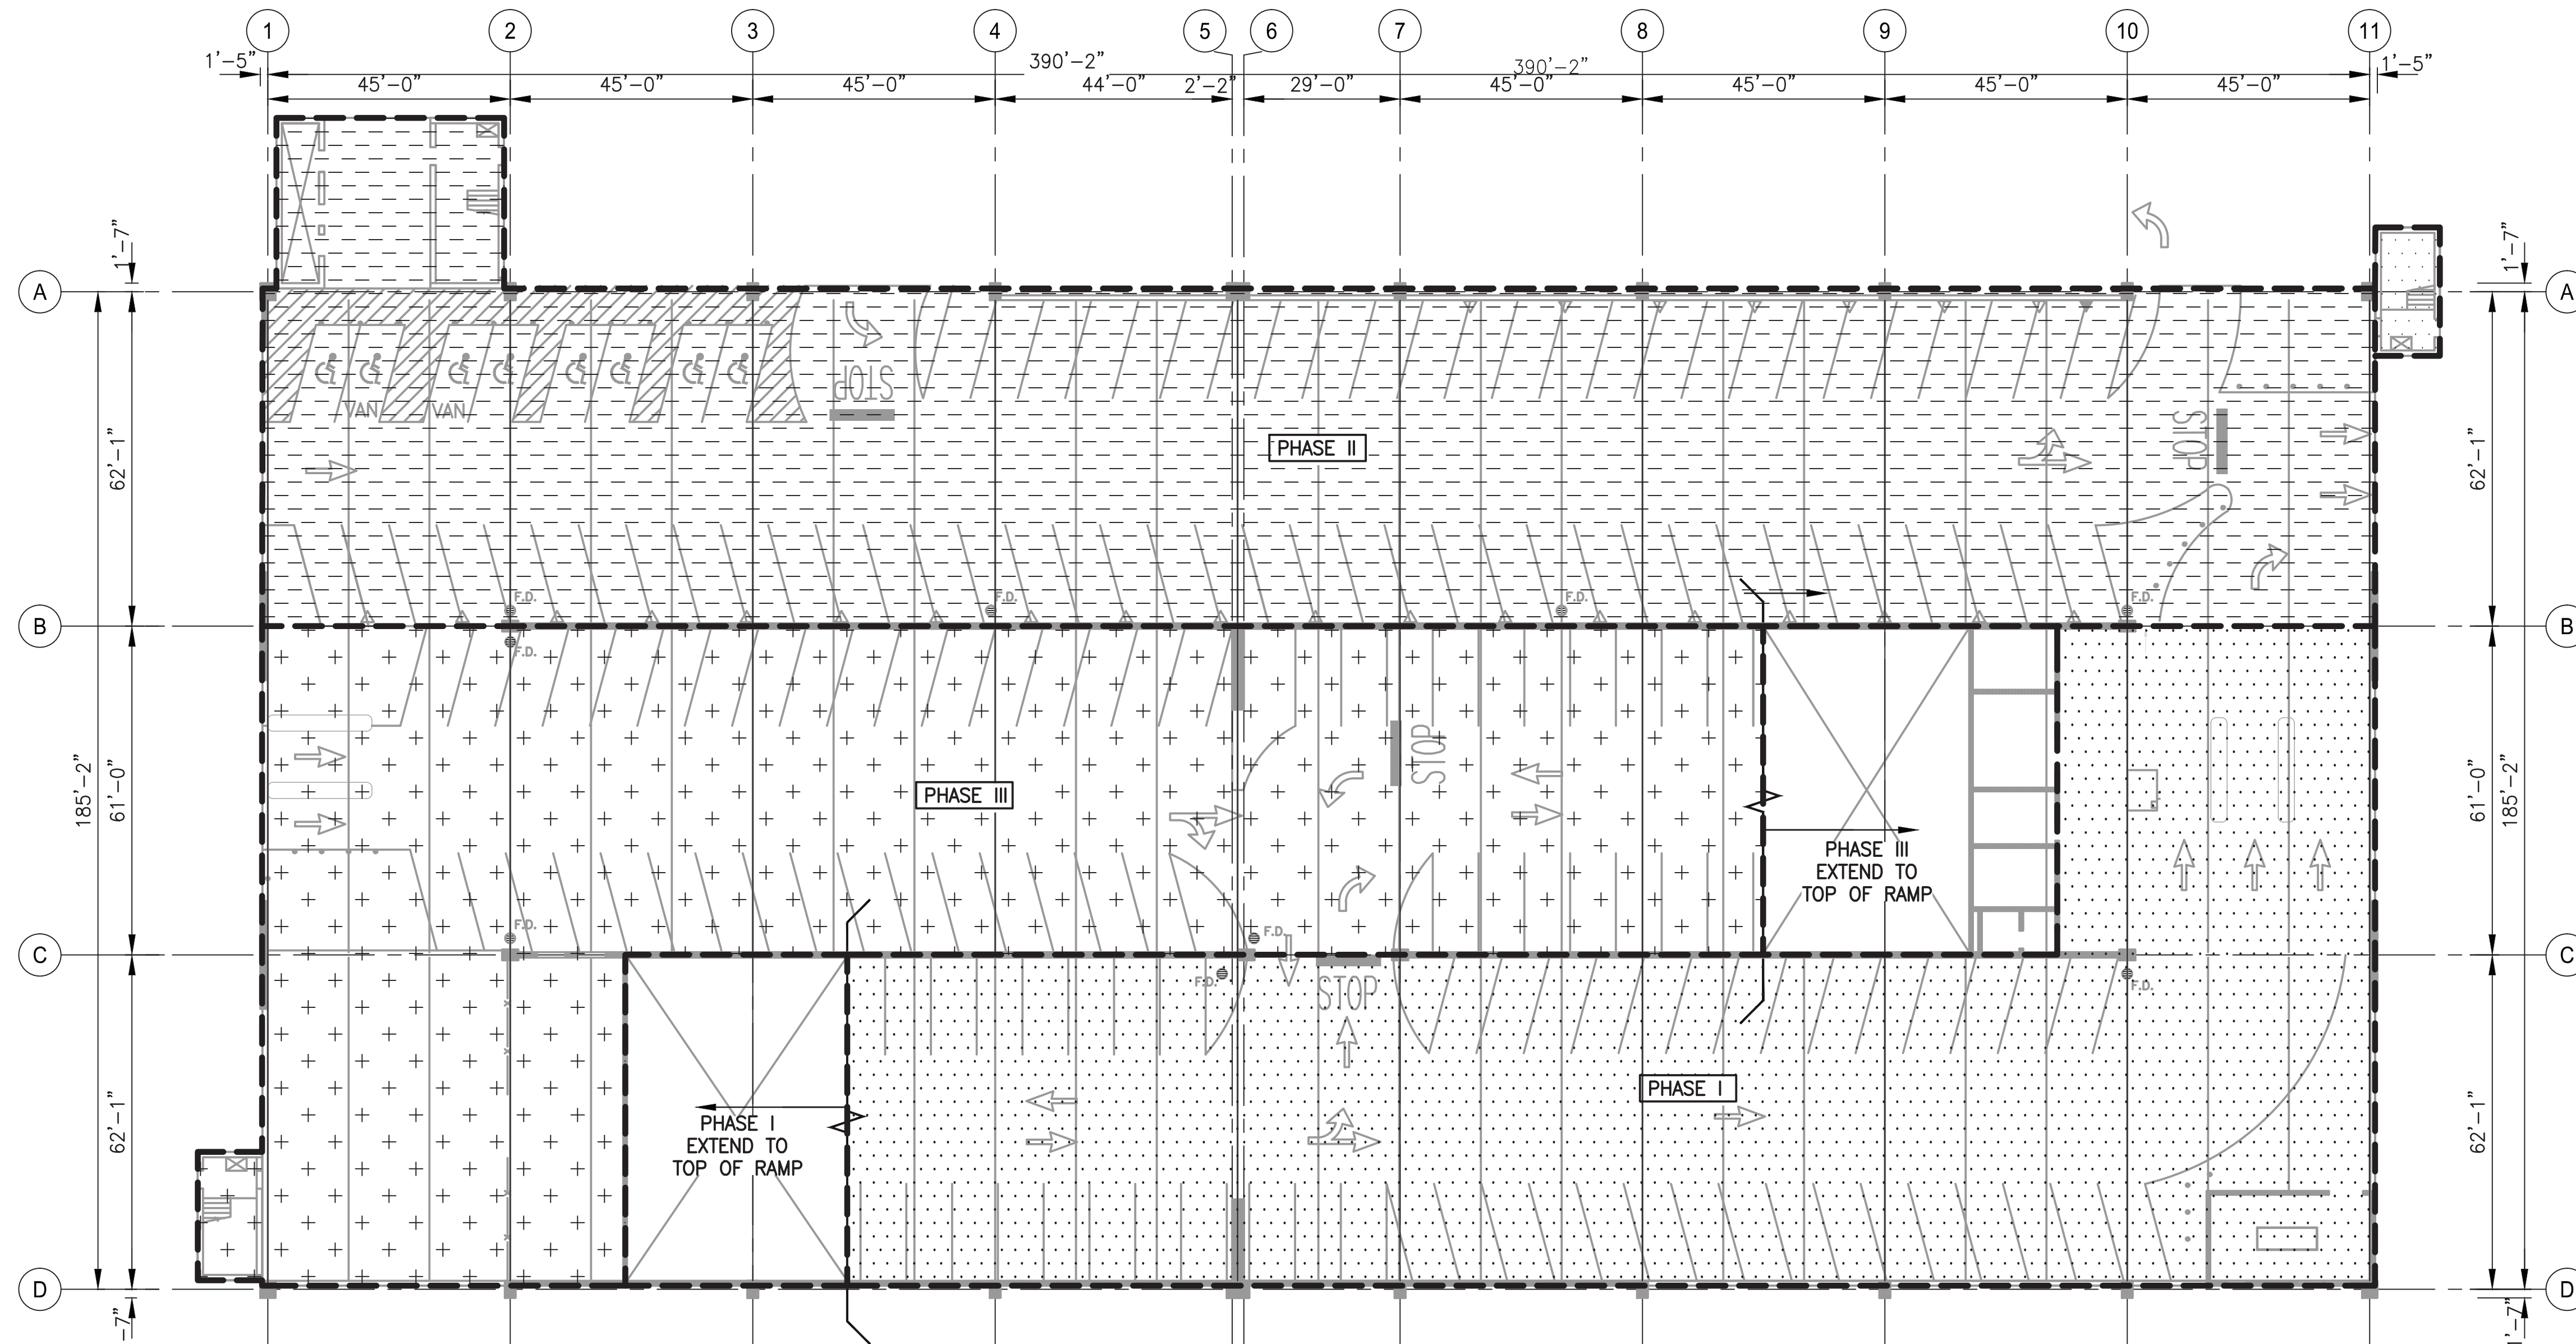 1 2 3 4 5 6 7 8 9 10 11
1'-5" 390'-2" 390'-2" 1'-5"
45'-0" 45'-0" 45'-0" 44'-0" 2'-2" 29'-0" 45'-0" 45'-0" 45'-0" 45'-0"
1'-7" 1'-7"
A A
STOP
VAN VAN
STOP
62'-1" PHASE II 62'-1"
F.D. F.D. F.D. F.D.
B B
F.D.
STOP
185'-2" 61'-0" PHASE III 61'-0" 185'-2"
PHASE III
EXTEND TO
TOP OF RAMP
F.D. F.D.
C C
F.D. STOP F.D.
PHASE I
62'-1" 62'-1"
PHASE I
EXTEND TO
TOP OF RAMP
D D
-7" 1'-7"